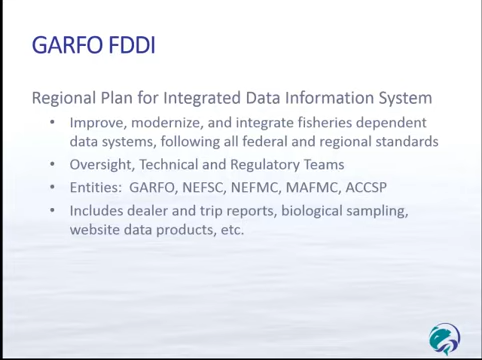 GARFO FDDI
Regional Plan for Integrated Data Information System
• Improve, modernize, and integrate fisheries dependent
data systems, following all federal and regional standards
• Oversight, Technical and Regulatory Teams
• Entities: GARFO, NEFSC, NEFMC, MAFMC, ACCSP
• Includes dealer and trip reports, biological sampling,
website data products, etc.